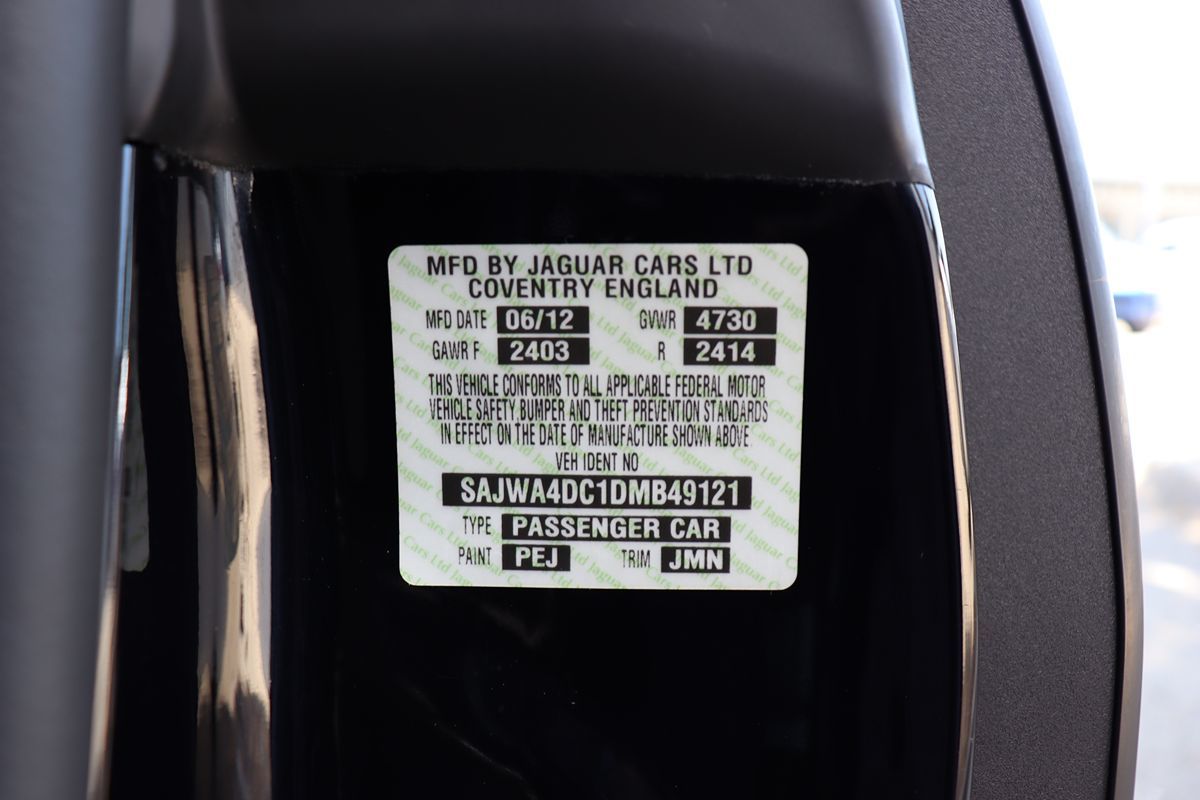 MFD BY JAGUAR CARS LTD
COVENTRY ENGLAND
MFD DATE 06/12 GVWR 4730
GAWR F 2403 R 2414
THIS VEHICLE CONFORMS TO ALL APPLICABLE FEDERAL MOTOR
VEHICLE SAFETY BUMPER AND THEFT PREVENTION STANDARDS
IN EFFECT ON THE DATE OF MANUFACTURE SHOWN ABOVE
VEH IDENT NO
SAJWA4DC1DMB49121
TYPE PASSENGER CAR
PAINT PEJ TRIM JMN